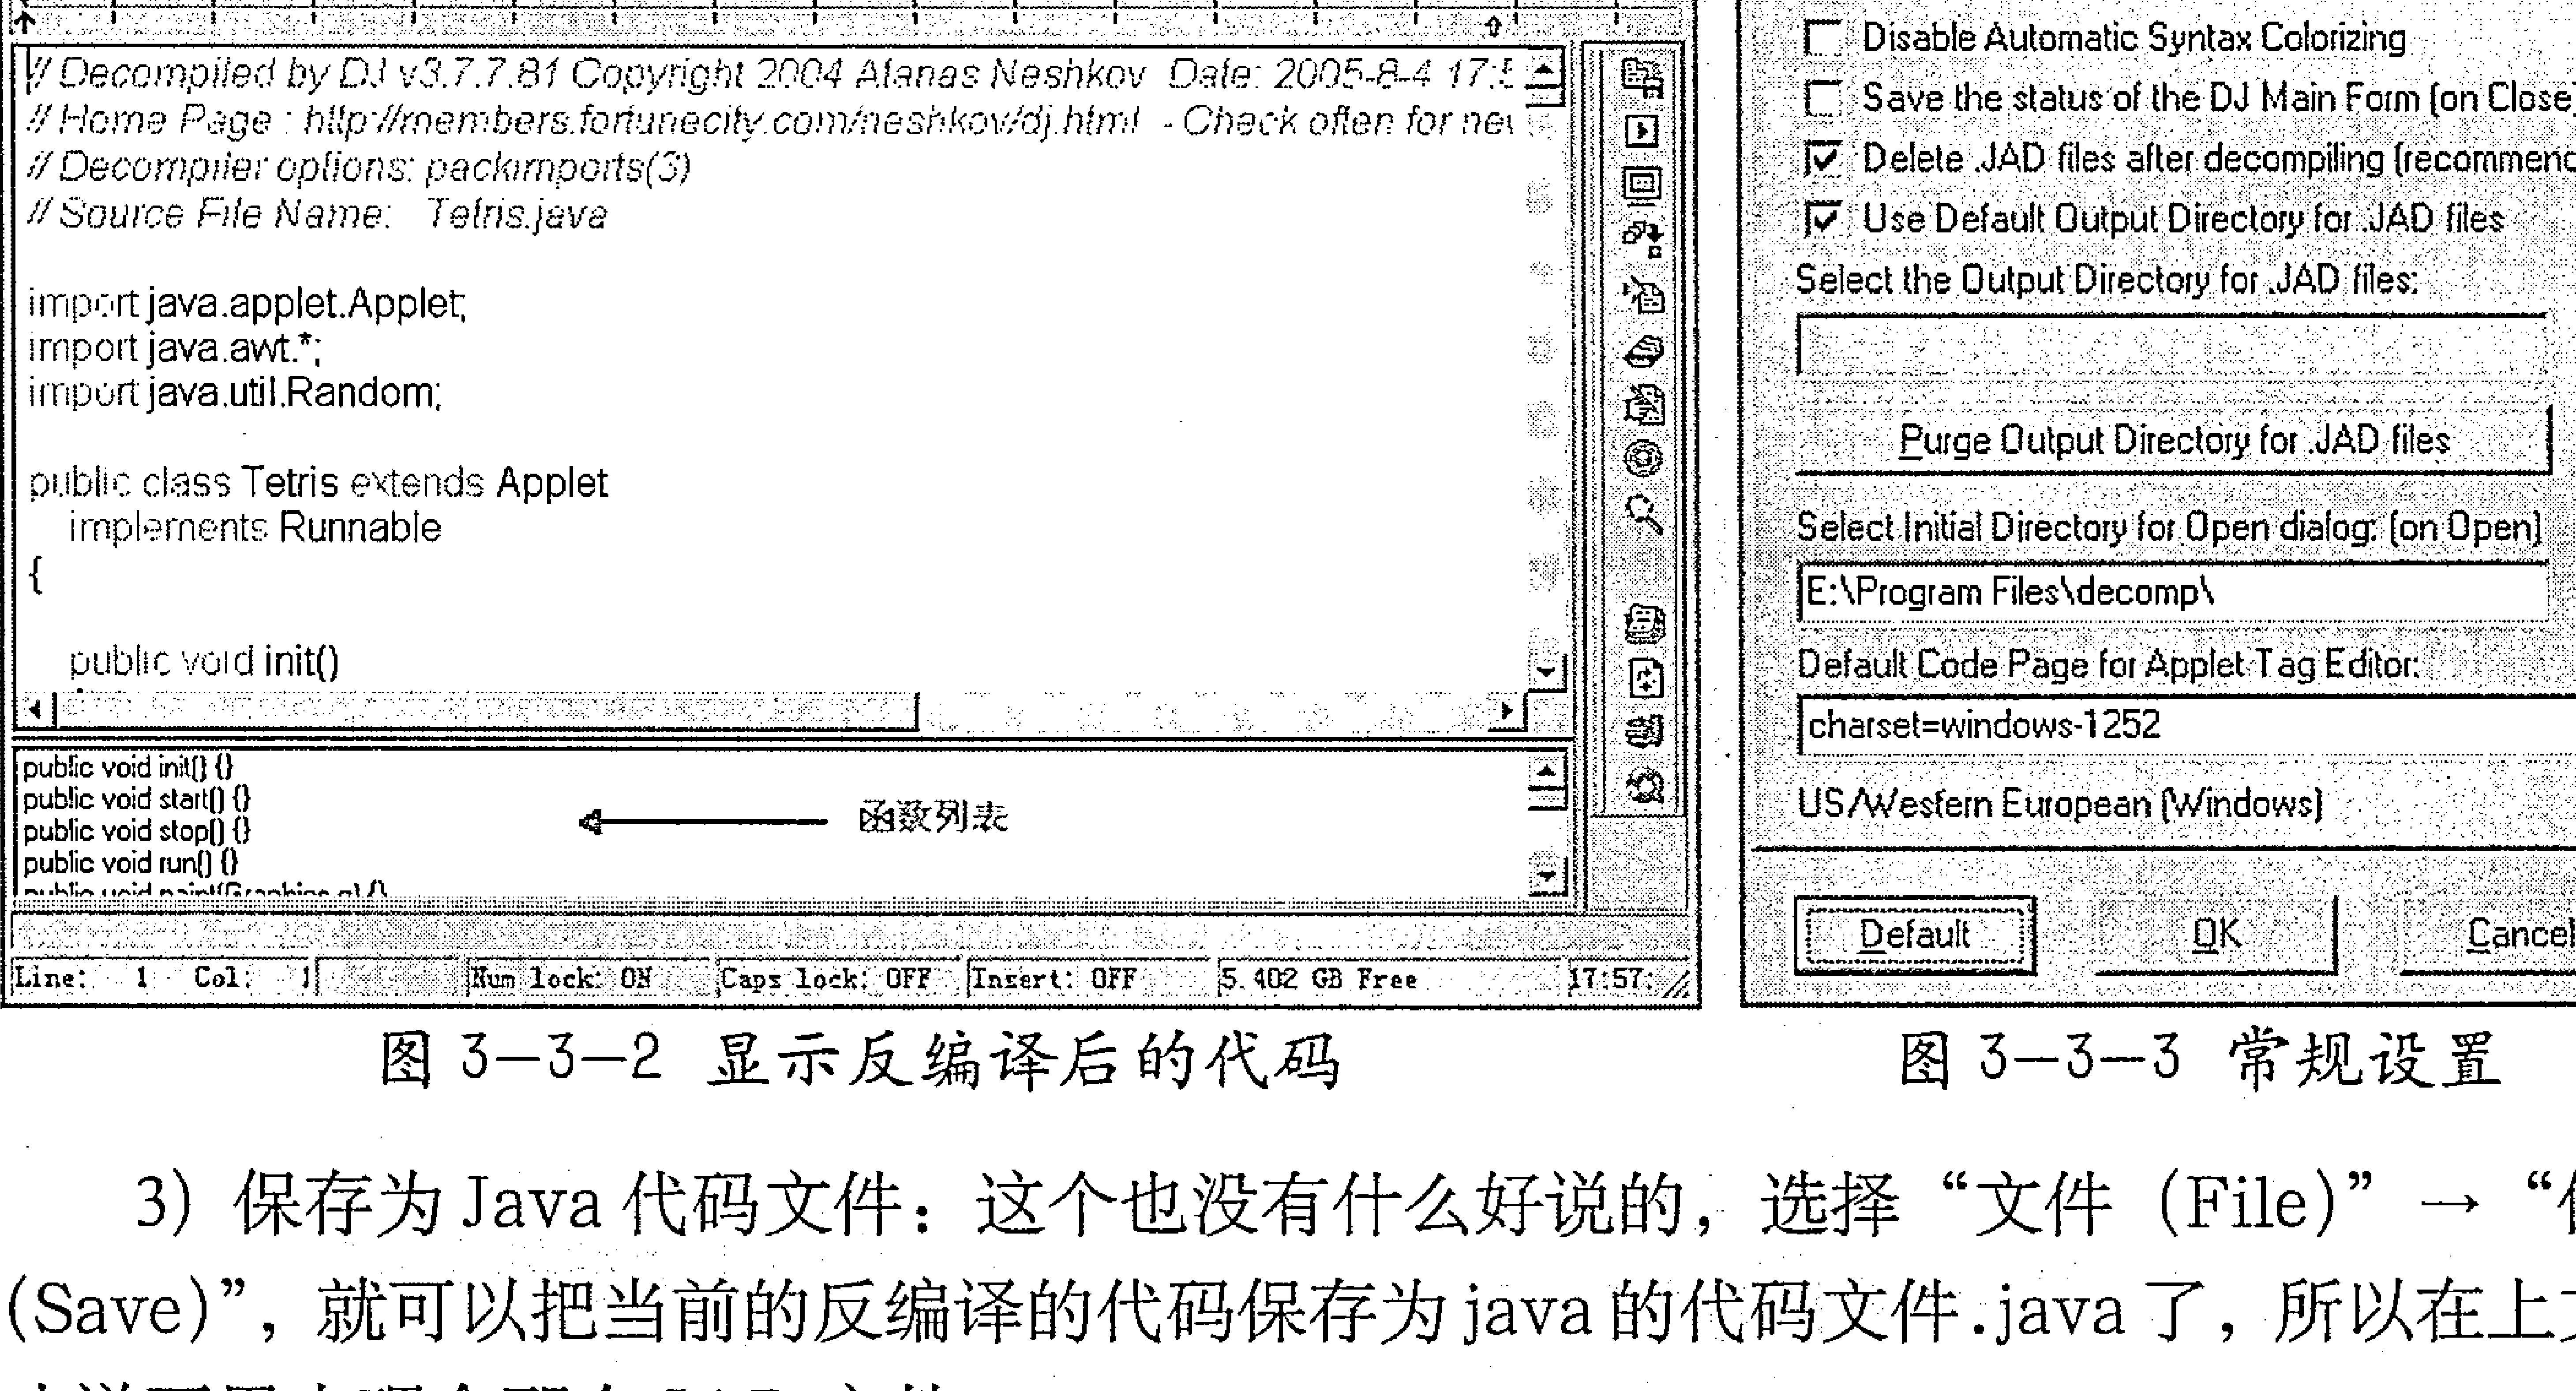 // Decompiled by DJ v3.7.7.81 Copyright 2004 Atanas Neshkov  Date: 2005-8-4 17:5
// Home Page : http://members.fortunecity.com/neshkov/dj.html  - Check often for new
// Decompiler options: packimports(3)
// Source File Name:   Tetris.java
import java.applet.Applet;
import java.awt.*;
import java.util.Random;
public class Tetris extends Applet
implements Runnable
{
public void init()
public void init() {}
public void start() {}
public void stop() {}
public void run() {}
public void paint(Graphics g) {}
函数列表
Line: 1 Col: 1 Num lock: ON Caps lock: OFF Insert: OFF 5.402 GB Free 17:57:
Disable Automatic Syntax Colorizing
Save the status of the DJ Main Form (on Close)
Delete .JAD files after decompiling (recommend
Use Default Output Directory for .JAD files
Select the Output Directory for .JAD files:
Purge Output Directory for .JAD files
Select Initial Directory for Open dialog: (on Open)
E:\Program Files\decomp\
Default Code Page for Applet Tag Editor:
charset=windows-1252
US/Western European (Windows)
Default OK Cancel
图 3-3-2 显示反编译后的代码
图 3-3-3 常规设置
3) 保存为 Java 代码文件：这个也没有什么好说的，选择“文件 (File)” → “
(Save)”，就可以把当前的反编译的代码保存为 java 的代码文件.java 了，所以在上